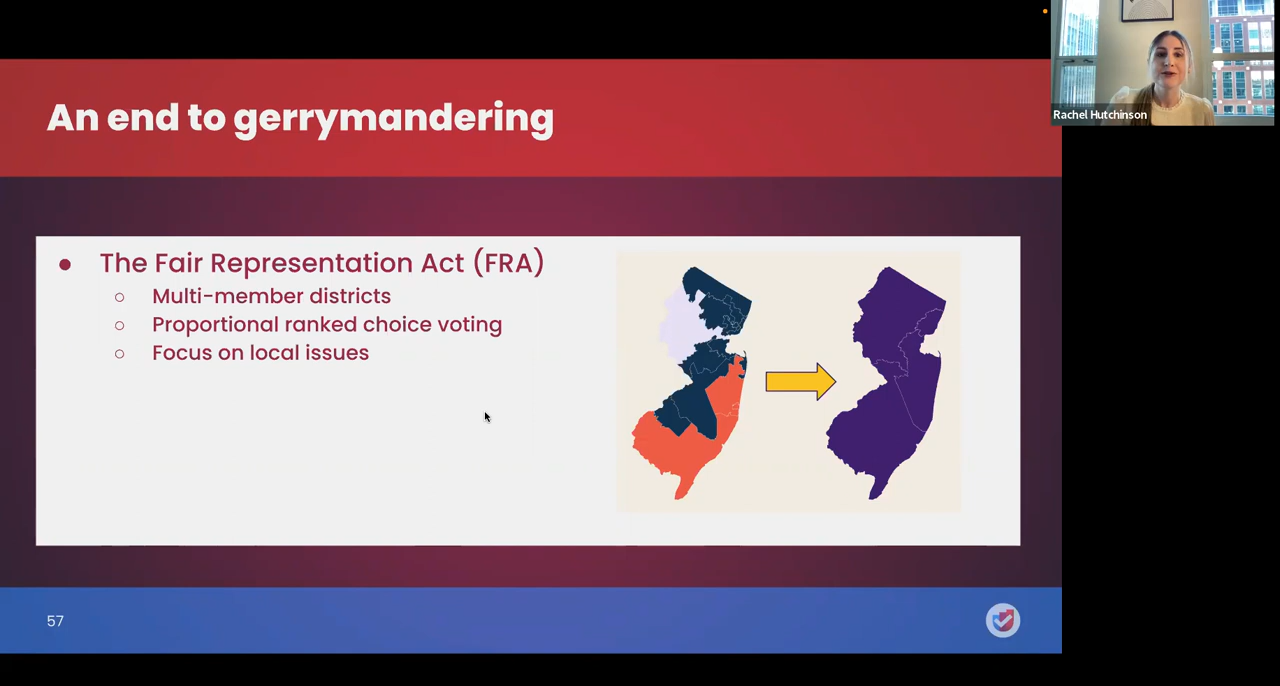 An end to gerrymandering
Rachel Hutchinson
● The Fair Representation Act (FRA)
○ Multi-member districts
○ Proportional ranked choice voting
○ Focus on local issues
57